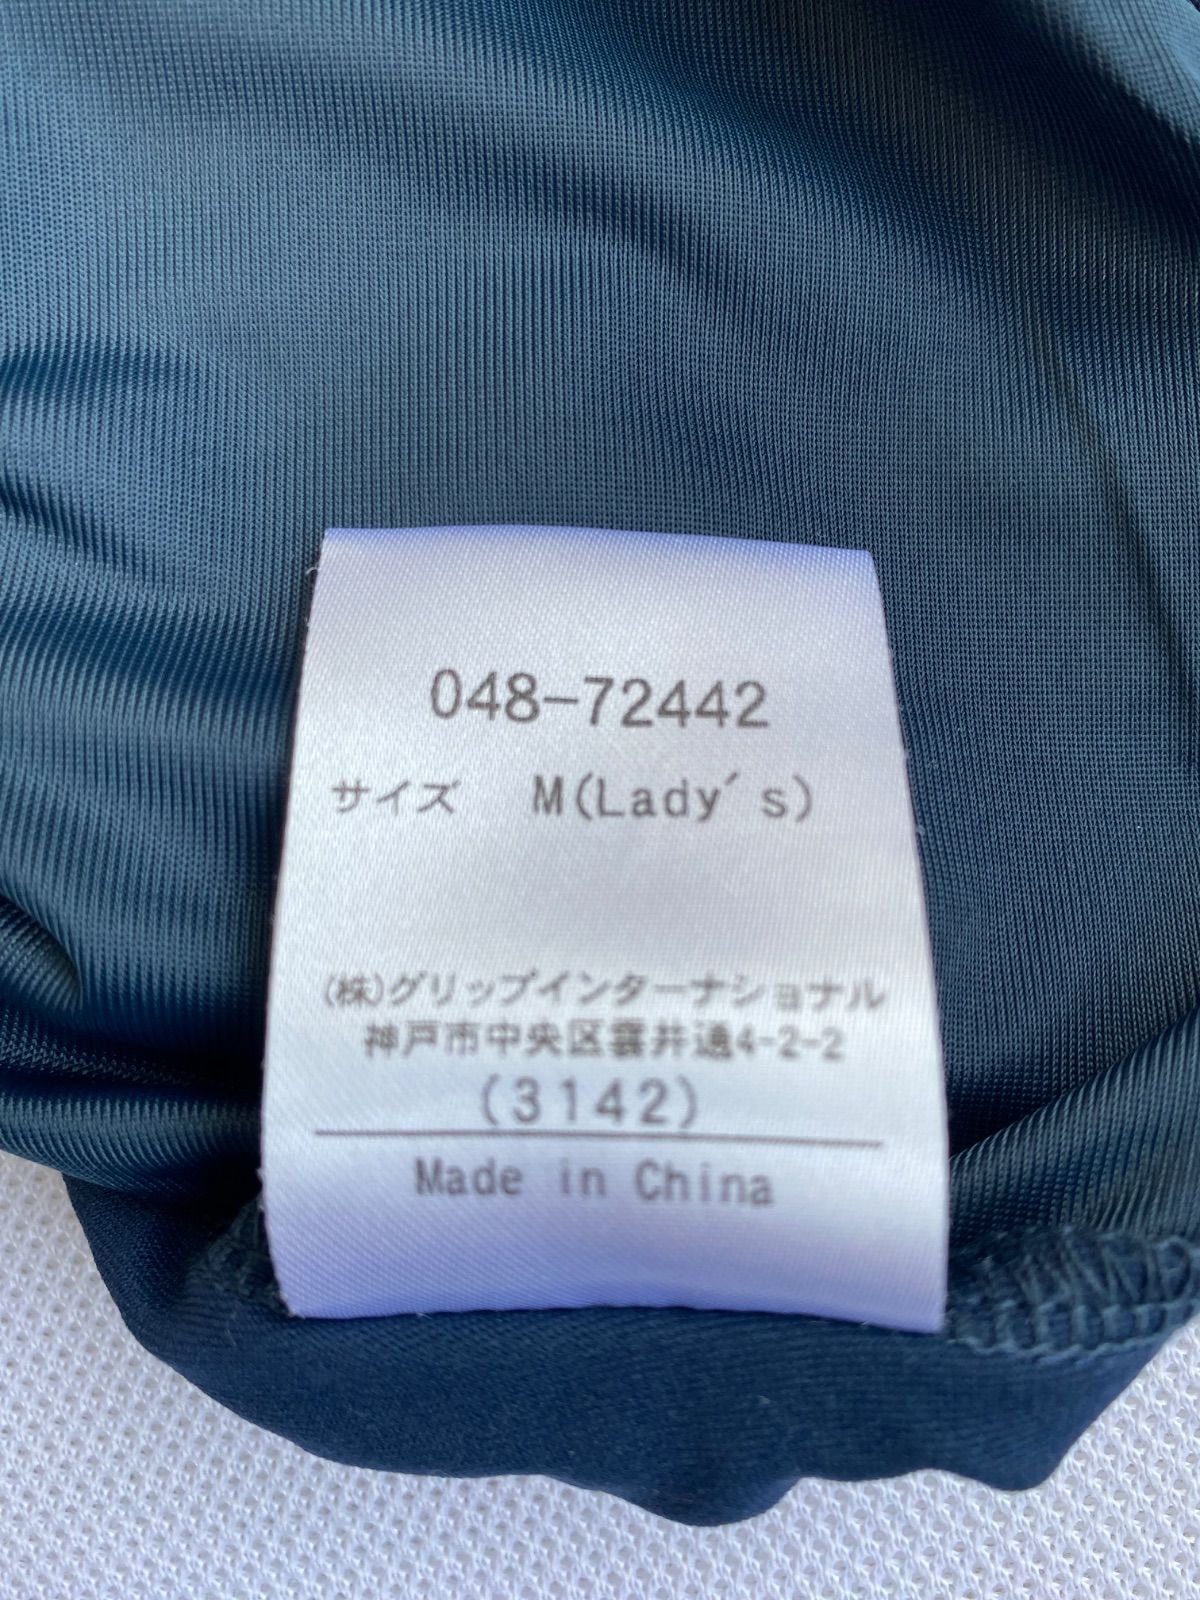 048-72442
サイズ M(Lady´s)
(株)グリップインターナショナル
神戸市中央区雲井通4-2-2
(3142)
Made in China